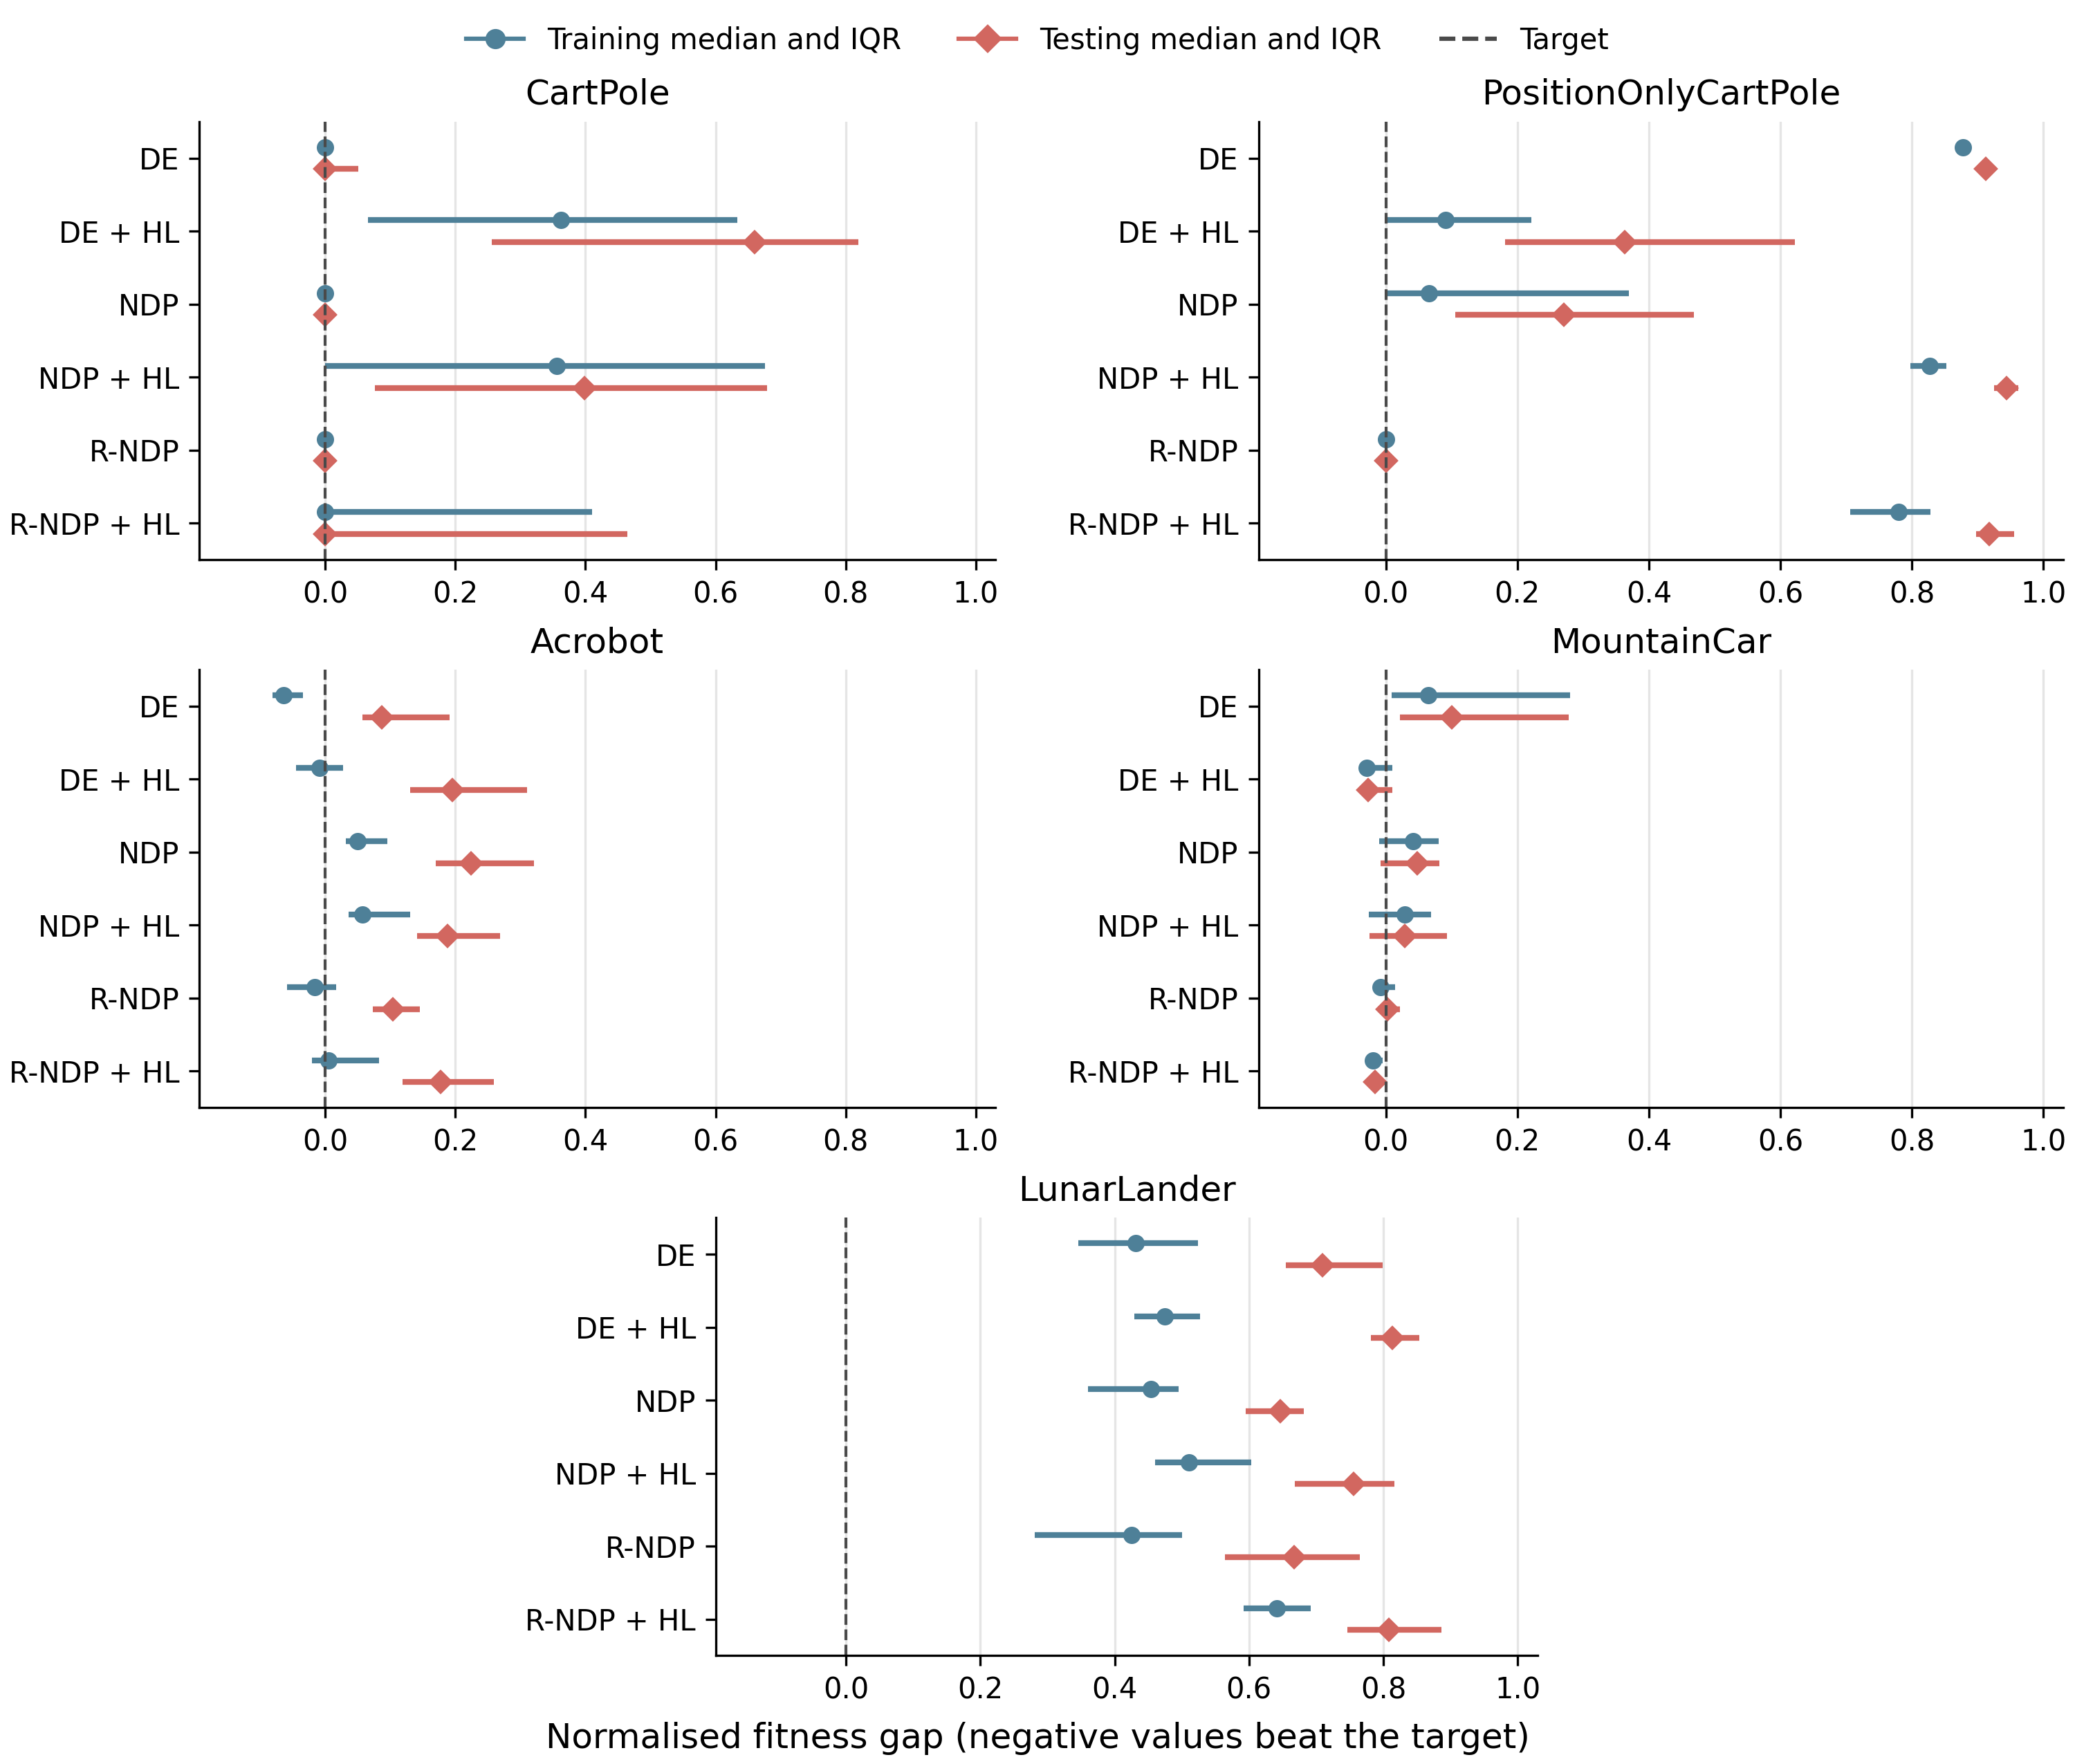 Training median and IQR Testing median and IQR Target
CartPole
DE
DE + HL
NDP
NDP + HL
R-NDP
R-NDP + HL
0.0 0.2 0.4 0.6 0.8 1.0
PositionOnlyCartPole
DE
DE + HL
NDP
NDP + HL
R-NDP
R-NDP + HL
0.0 0.2 0.4 0.6 0.8 1.0
Acrobot
DE
DE + HL
NDP
NDP + HL
R-NDP
R-NDP + HL
0.0 0.2 0.4 0.6 0.8 1.0
MountainCar
DE
DE + HL
NDP
NDP + HL
R-NDP
R-NDP + HL
0.0 0.2 0.4 0.6 0.8 1.0
LunarLander
DE
DE + HL
NDP
NDP + HL
R-NDP
R-NDP + HL
0.0 0.2 0.4 0.6 0.8 1.0
Normalised fitness gap (negative values beat the target)